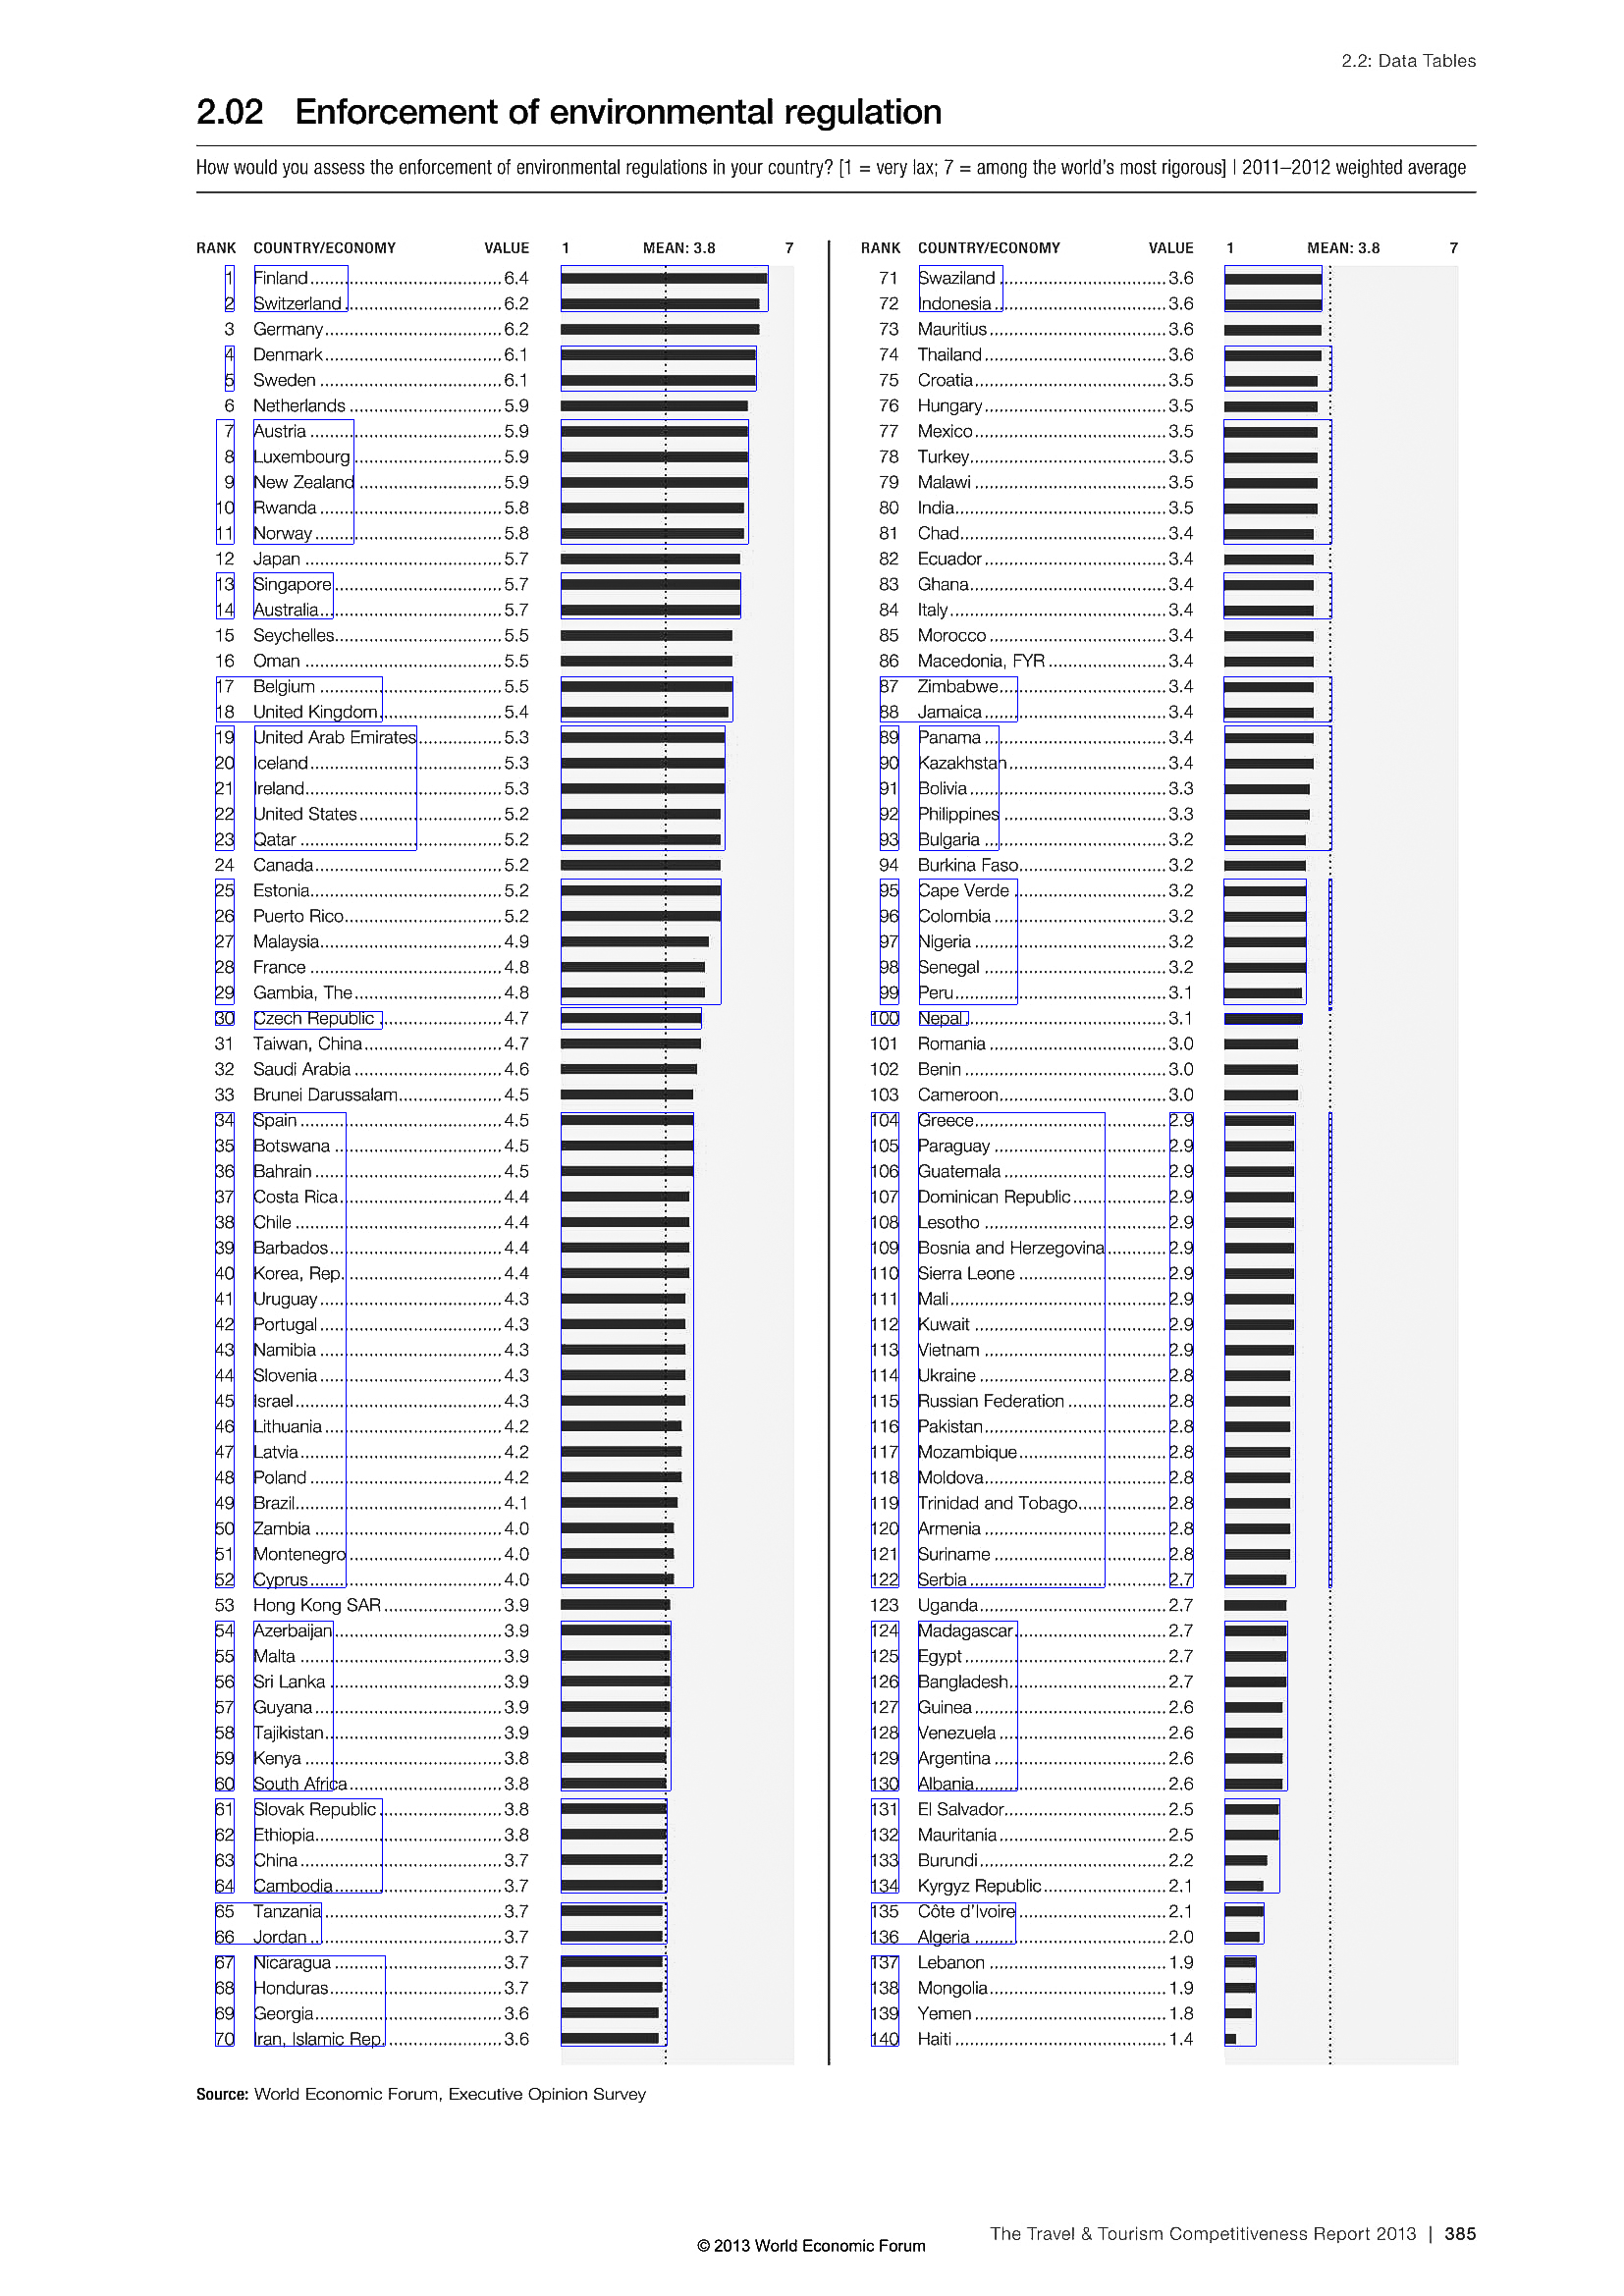 2.2: Data Tables
2.02 Enforcement of environmental regulation
How would you assess the enforcement of environmental regulations in your country? [1 = very lax; 7 = among the world's most rigorous] | 2011–2012 weighted average
RANK COUNTRY/ECONOMY VALUE 1 MEAN: 3.8 7
1 Finland 6.4
2 Switzerland 6.2
3 Germany 6.2
4 Denmark 6.1
5 Sweden 6.1
6 Netherlands 5.9
7 Austria 5.9
8 Luxembourg 5.9
9 New Zealand 5.9
10 Rwanda 5.8
11 Norway 5.8
12 Japan 5.7
13 Singapore 5.7
14 Australia 5.7
15 Seychelles 5.5
16 Oman 5.5
17 Belgium 5.5
18 United Kingdom 5.4
19 United Arab Emirates 5.3
20 Iceland 5.3
21 Ireland 5.3
22 United States 5.2
23 Qatar 5.2
24 Canada 5.2
25 Estonia 5.2
26 Puerto Rico 5.2
27 Malaysia 4.9
28 France 4.8
29 Gambia, The 4.8
30 Czech Republic 4.7
31 Taiwan, China 4.7
32 Saudi Arabia 4.6
33 Brunei Darussalam 4.5
34 Spain 4.5
35 Botswana 4.5
36 Bahrain 4.5
37 Costa Rica 4.4
38 Chile 4.4
39 Barbados 4.4
40 Korea, Rep. 4.4
41 Uruguay 4.3
42 Portugal 4.3
43 Namibia 4.3
44 Slovenia 4.3
45 Israel 4.3
46 Lithuania 4.2
47 Latvia 4.2
48 Poland 4.2
49 Brazil 4.1
50 Zambia 4.0
51 Montenegro 4.0
52 Cyprus 4.0
53 Hong Kong SAR 3.9
54 Azerbaijan 3.9
55 Malta 3.9
56 Sri Lanka 3.9
57 Guyana 3.9
58 Tajikistan 3.9
59 Kenya 3.8
60 South Africa 3.8
61 Slovak Republic 3.8
62 Ethiopia 3.8
63 China 3.7
64 Cambodia 3.7
65 Tanzania 3.7
66 Jordan 3.7
67 Nicaragua 3.7
68 Honduras 3.7
69 Georgia 3.6
70 Iran, Islamic Rep. 3.6
RANK COUNTRY/ECONOMY VALUE 1 MEAN: 3.8 7
71 Swaziland 3.6
72 Indonesia 3.6
73 Mauritius 3.6
74 Thailand 3.6
75 Croatia 3.5
76 Hungary 3.5
77 Mexico 3.5
78 Turkey 3.5
79 Malawi 3.5
80 India 3.5
81 Chad 3.4
82 Ecuador 3.4
83 Ghana 3.4
84 Italy 3.4
85 Morocco 3.4
86 Macedonia, FYR 3.4
87 Zimbabwe 3.4
88 Jamaica 3.4
89 Panama 3.4
90 Kazakhstan 3.4
91 Bolivia 3.3
92 Philippines 3.3
93 Bulgaria 3.2
94 Burkina Faso 3.2
95 Cape Verde 3.2
96 Colombia 3.2
97 Nigeria 3.2
98 Senegal 3.2
99 Peru 3.1
100 Nepal 3.1
101 Romania 3.0
102 Benin 3.0
103 Cameroon 3.0
104 Greece 2.9
105 Paraguay 2.9
106 Guatemala 2.9
107 Dominican Republic 2.9
108 Lesotho 2.9
109 Bosnia and Herzegovina 2.9
110 Sierra Leone 2.9
111 Mali 2.9
112 Kuwait 2.9
113 Vietnam 2.9
114 Ukraine 2.8
115 Russian Federation 2.8
116 Pakistan 2.8
117 Mozambique 2.8
118 Moldova 2.8
119 Trinidad and Tobago 2.8
120 Armenia 2.8
121 Suriname 2.8
122 Serbia 2.7
123 Uganda 2.7
124 Madagascar 2.7
125 Egypt 2.7
126 Bangladesh 2.7
127 Guinea 2.6
128 Venezuela 2.6
129 Argentina 2.6
130 Albania 2.6
131 El Salvador 2.5
132 Mauritania 2.5
133 Burundi 2.2
134 Kyrgyz Republic 2.1
135 Côte d'Ivoire 2.1
136 Algeria 2.0
137 Lebanon 1.9
138 Mongolia 1.9
139 Yemen 1.8
140 Haiti 1.4
Source: World Economic Forum, Executive Opinion Survey
The Travel & Tourism Competitiveness Report 2013 | 385
© 2013 World Economic Forum